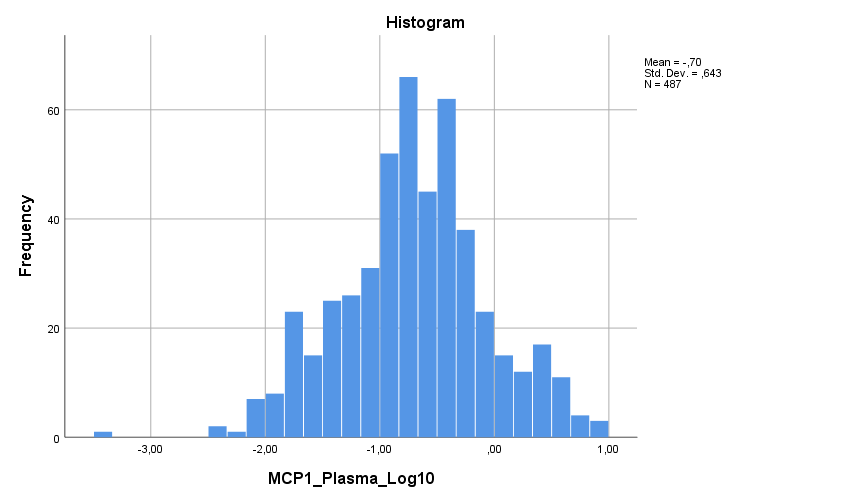 Histogram
Mean = -,70
Std. Dev. = ,643
N = 487
60
40
20
0
Frequency
-3,00
-2,00
-1,00
,00
1,00
MCP1_Plasma_Log10